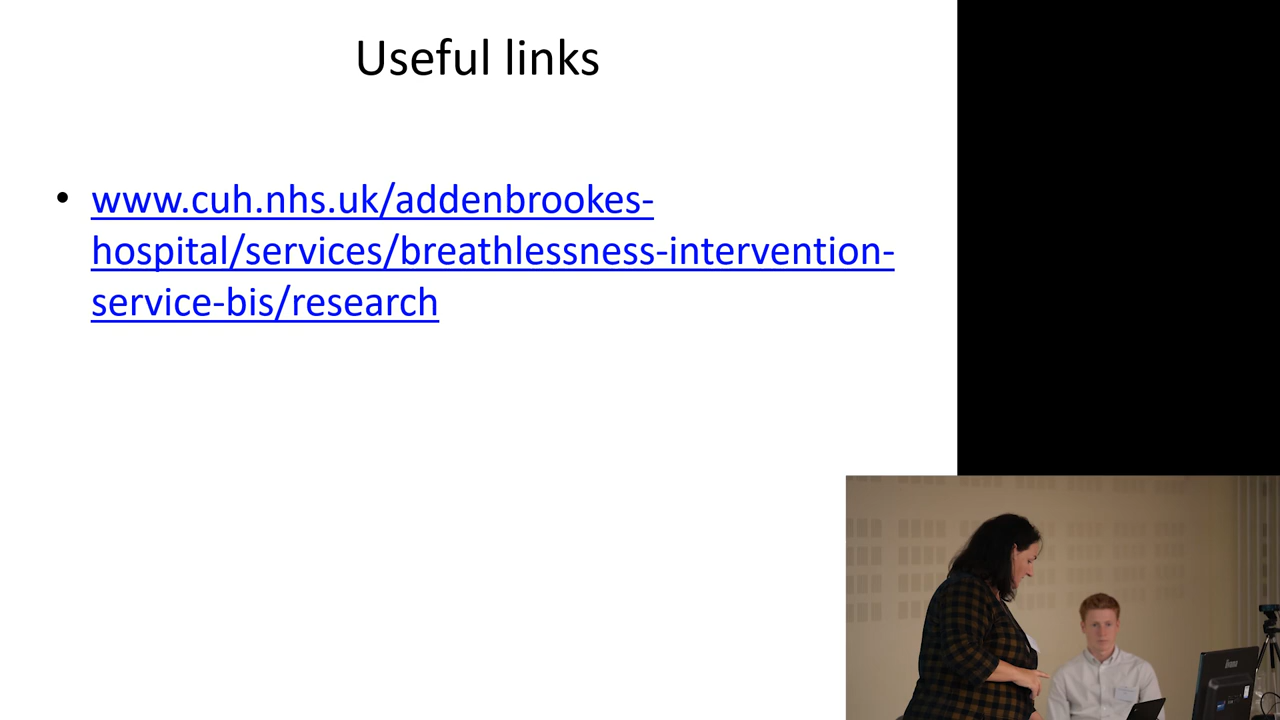 Useful links
• www.cuh.nhs.uk/addenbrookes-
hospital/services/breathlessness-intervention-
service-bis/research